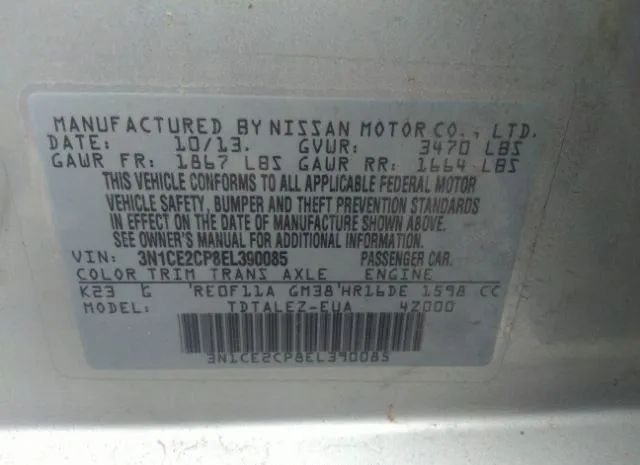 MANUFACTURED BY NISSAN MOTOR CO., LTD.
DATE: 10/13. GVWR: 3470 LBS
GAWR FR: 1867 LBS GAWR RR: 1664 LBS
THIS VEHICLE CONFORMS TO ALL APPLICABLE FEDERAL MOTOR
VEHICLE SAFETY, BUMPER AND THEFT PREVENTION STANDARDS
IN EFFECT ON THE DATE OF MANUFACTURE SHOWN ABOVE.
SEE OWNER'S MANUAL FOR ADDITIONAL INFORMATION
VIN: 3N1CE2CP8EL390085 PASSENGER CAR
COLOR TRIM TRANS AXLE ENGINE
K23 G 'RE0F11A GM38'HR16DE 1598 CC
MODEL: TDTALEZ-EUA 4Z000
3N1CE2CP8EL390085